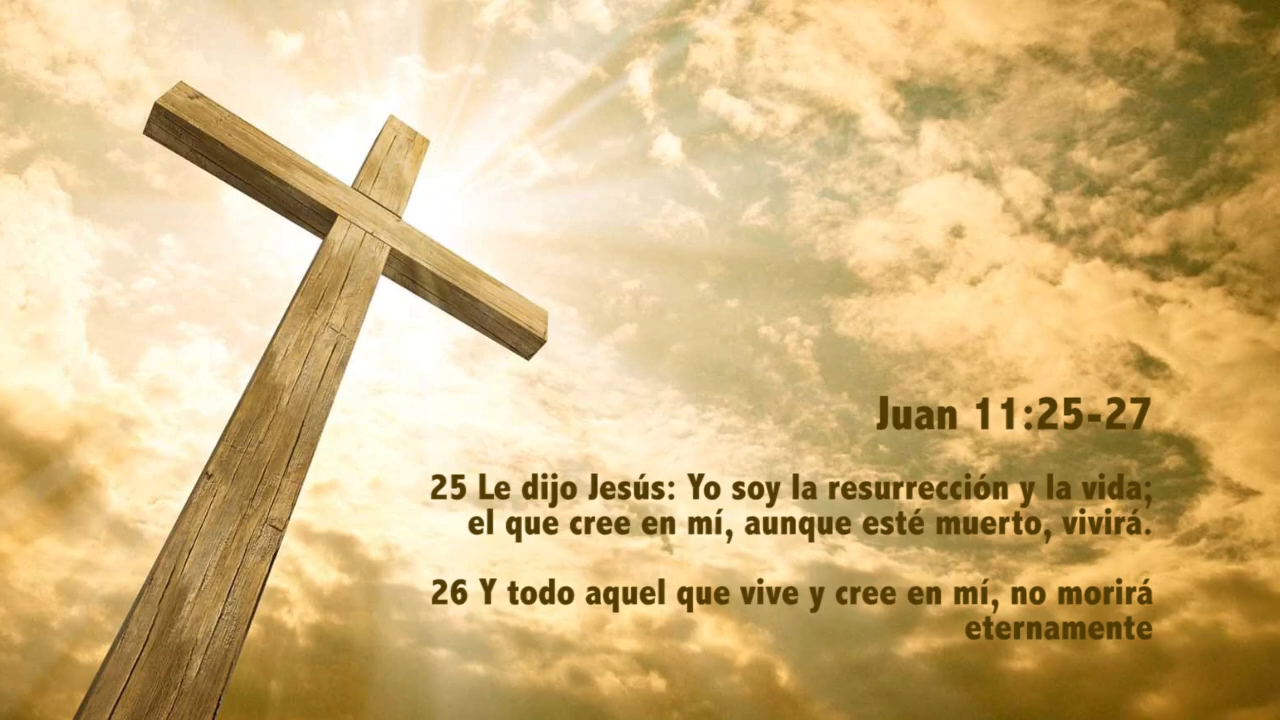 Juan 11:25-27
25 Le dijo Jesús: Yo soy la resurrección y la vida;
el que cree en mí, aunque esté muerto, vivirá.
26 Y todo aquel que vive y cree en mí, no morirá
eternamente